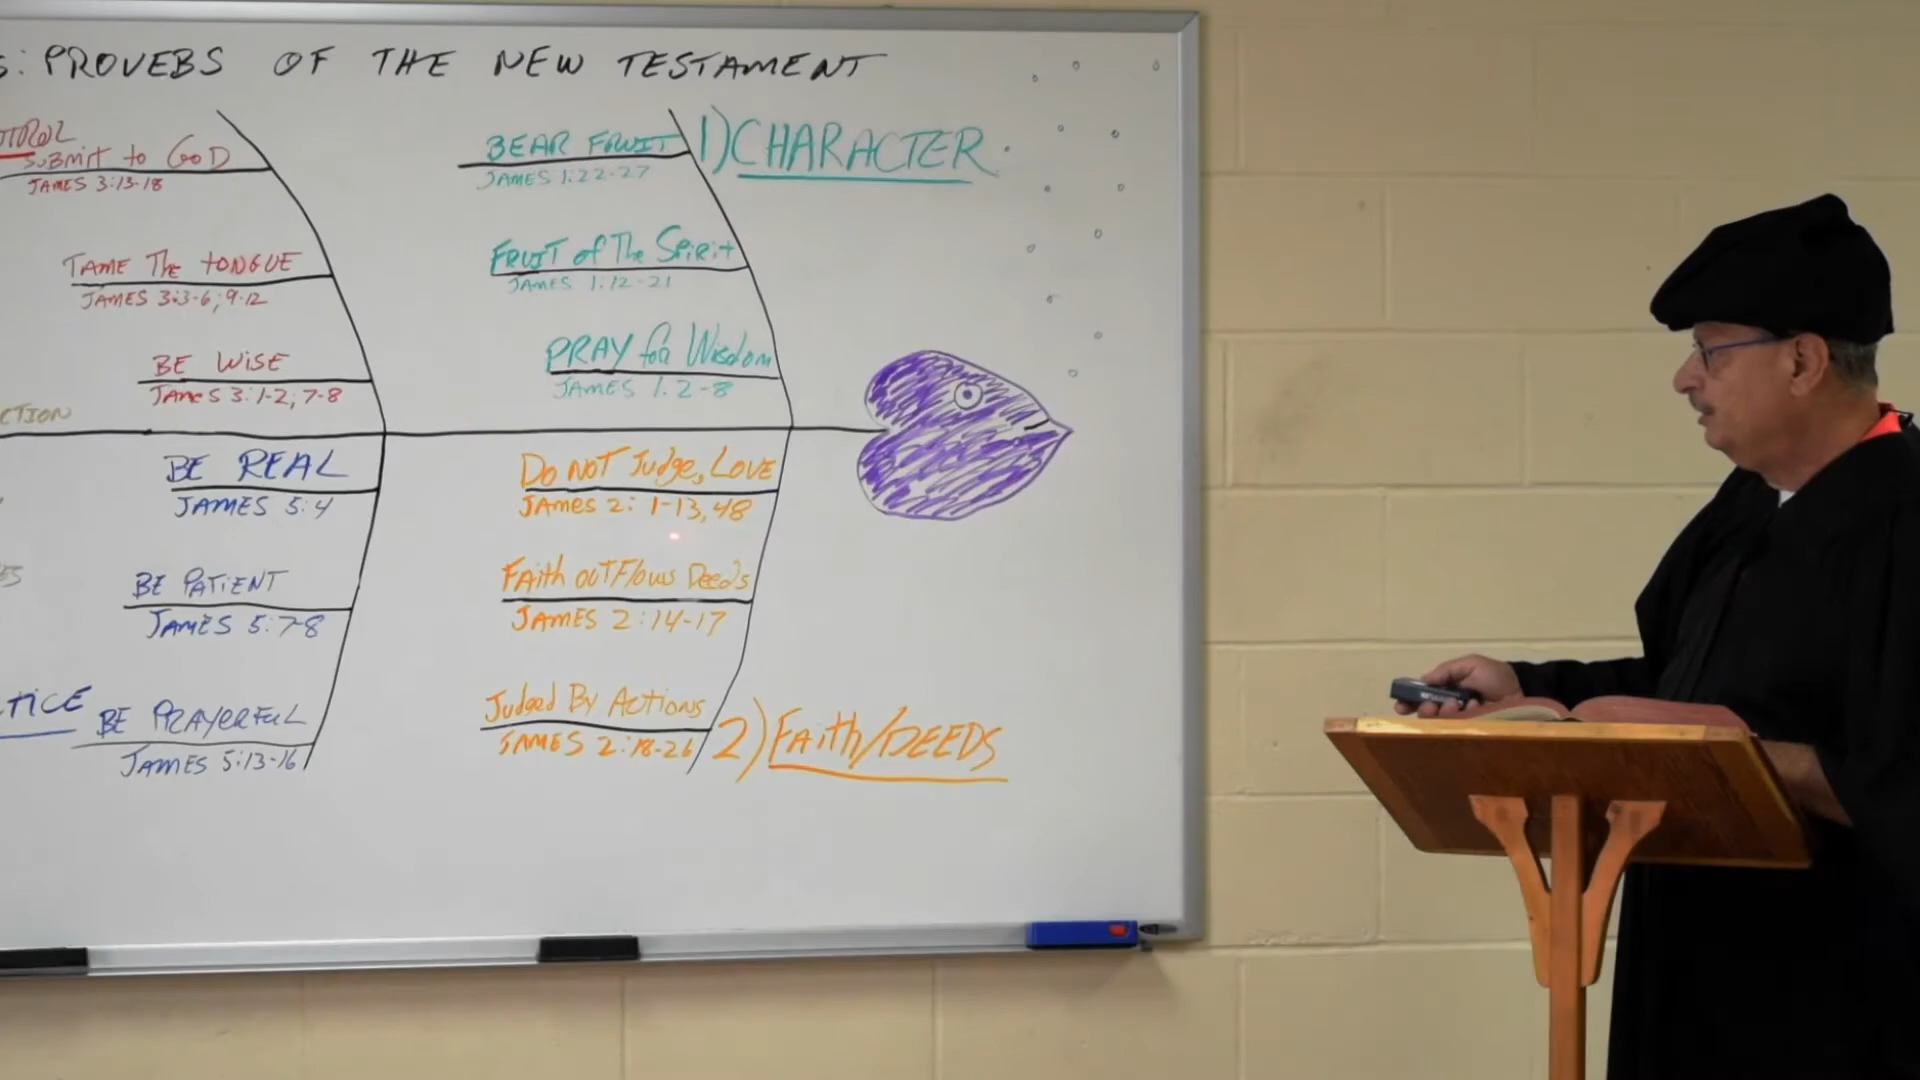 : PROVEBS OF THE NEW TESTAMENT
SUBMIT to GOD
JAMES 3:13-18
TAME The TONGUE
JAMES 3:3-6; 9-12
BE WISE
JAMES 3:1-2, 7-8
CTION
BE REAL
JAMES 5:4
BE PATIENT
JAMES 5:7-8
TICE
BE PRAYERFUL
JAMES 5:13-16
1) CHARACTER
BEAR FRUIT
JAMES 1:22-27
FRUIT of The Spirit
JAMES 1:12-21
PRAY for Wisdom
JAMES 1.2-8
DO NOT Judge, LOVE
JAMES 2: 1-13, 48
FAith OUTFlows Deeds
JAMES 2:14-17
Judged By Actions
JAMES 2:18-26
2) FAith/DEEDS